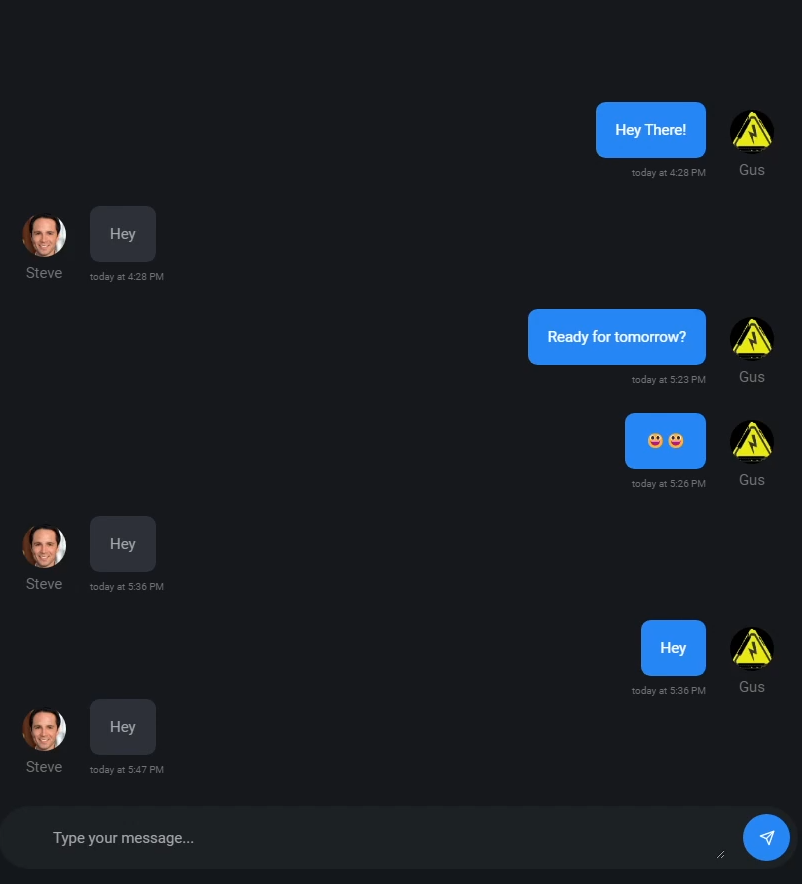 Hey There!
today at 4:28 PM
Gus
Hey
Steve
today at 4:28 PM
Ready for tomorrow?
today at 5:23 PM
Gus
😃 😃
today at 5:26 PM
Gus
Hey
Steve
today at 5:36 PM
Hey
today at 5:36 PM
Gus
Hey
Steve
today at 5:47 PM
Type your message...